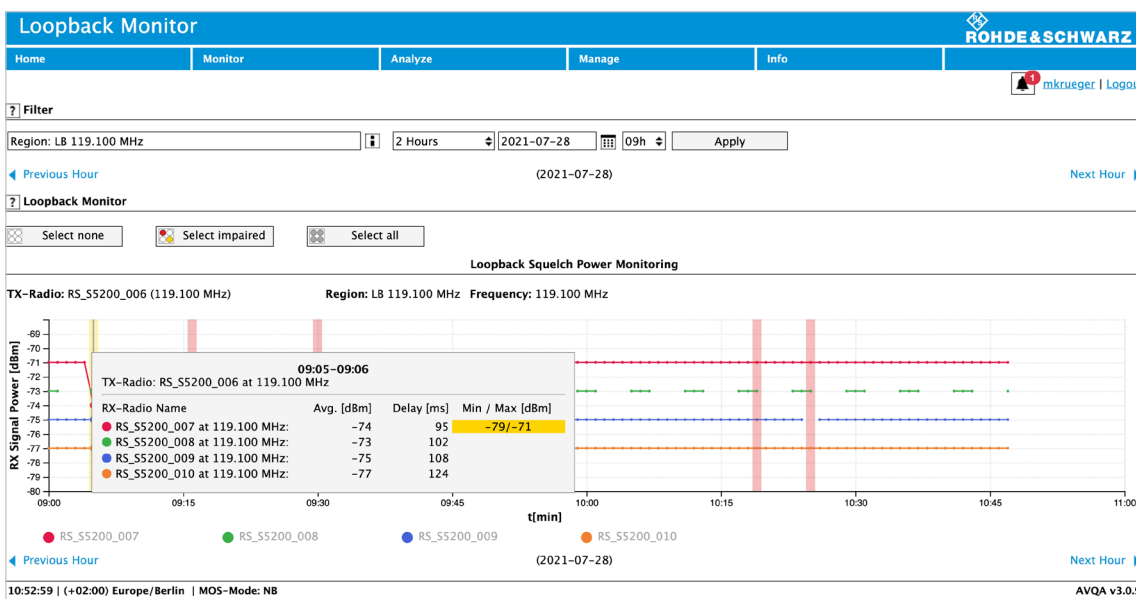 Loopback Monitor
ROHDE&SCHWARZ
Home Monitor Analyze Manage Info
1 mkrueger | Logou
? Filter
Region: LB 119.100 MHz i 2 Hours 2021-07-28 09h Apply
Previous Hour (2021-07-28) Next Hour
? Loopback Monitor
Select none Select impaired Select all
Loopback Squelch Power Monitoring
TX-Radio: RS_S5200_006 (119.100 MHz) Region: LB 119.100 MHz Frequency: 119.100 MHz
RX Signal Power [dBm]
-69
-70
-71
-72
-73
-74
-75
-76
-77
-78
-79
-80
09:05-09:06
TX-Radio: RS_S5200_006 at 119.100 MHz
RX-Radio Name Avg. [dBm] Delay [ms] Min / Max [dBm]
RS_S5200_007 at 119.100 MHz: -74 95 -79/-71
RS_S5200_008 at 119.100 MHz: -73 102
RS_S5200_009 at 119.100 MHz: -75 108
RS_S5200_010 at 119.100 MHz: -77 124
09:00 09:15 09:30 09:45 10:00 10:15 10:30 10:45 11:00
t[min]
RS_S5200_007 RS_S5200_008 RS_S5200_009 RS_S5200_010
Previous Hour (2021-07-28) Next Hour
10:52:59 | (+02:00) Europe/Berlin | MOS-Mode: NB AVQA v3.0.